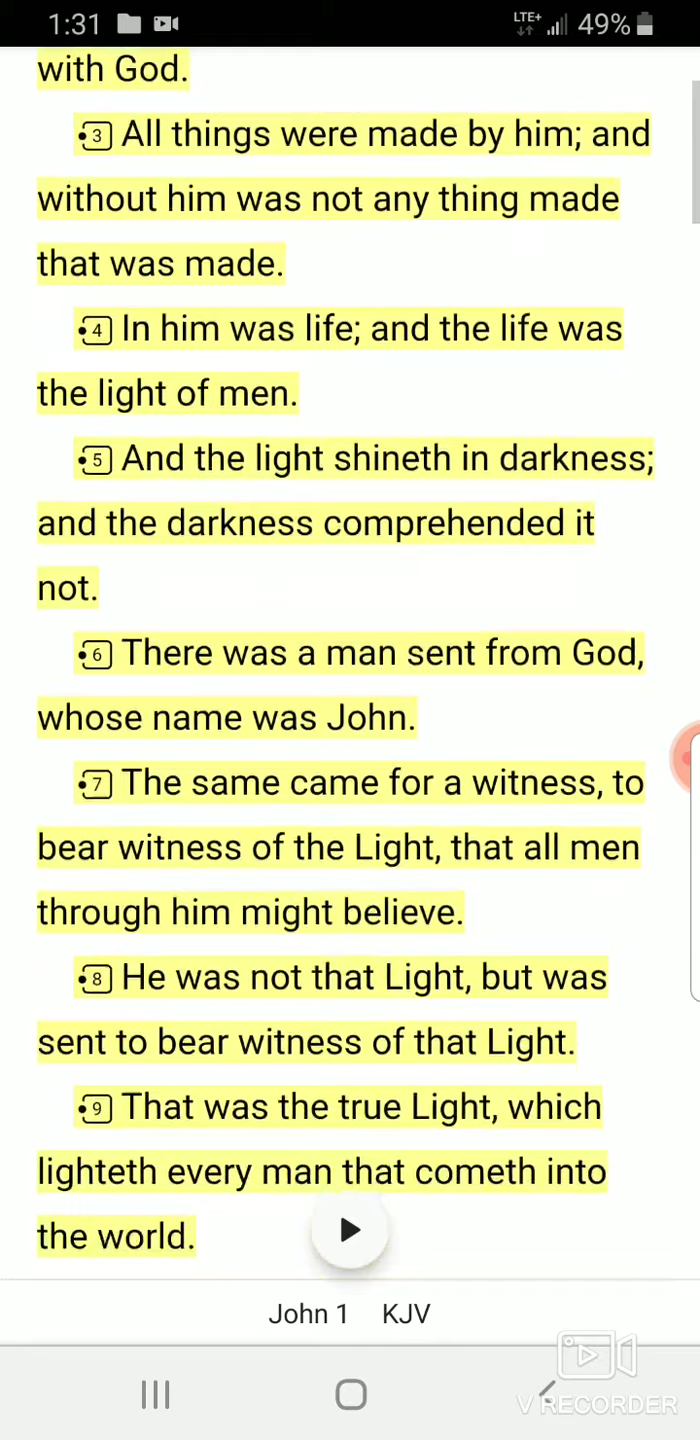 1:31 LTE+ 49%
with God.
3 All things were made by him; and
without him was not any thing made
that was made.
4 In him was life; and the life was
the light of men.
5 And the light shineth in darkness;
and the darkness comprehended it
not.
6 There was a man sent from God,
whose name was John.
7 The same came for a witness, to
bear witness of the Light, that all men
through him might believe.
8 He was not that Light, but was
sent to bear witness of that Light.
9 That was the true Light, which
lighteth every man that cometh into
the world.
John 1 KJV
V RECORDER